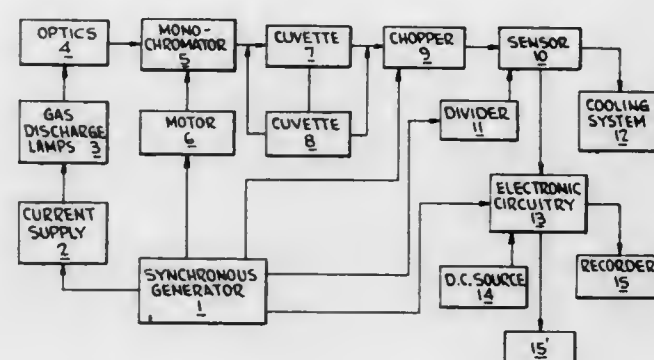 OPTICS
4
MONO-
CHROMATOR
5
CUVETTE
7
CHOPPER
9
SENSOR
10
GAS
DISCHARGE
LAMPS 3
MOTOR
6
CUVETTE
8
DIVIDER
11
COOLING
SYSTEM
12
CURRENT
SUPPLY
2
ELECTRONIC
CIRCUITRY
13
SYNCHRONOUS
GENERATOR
1
D.C. SOURCE
14
RECORDER
15
15'